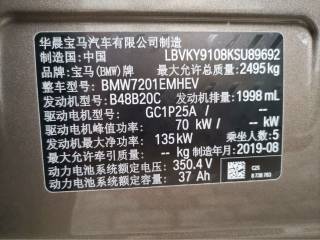 华晨宝马汽车有限公司制造
制造国: 中国 LBVKY9108KSU89692
品牌: 宝马(BMW)牌 最大允许总质量: 2495 kg
整车型号: BMW7201EMHEV
发动机型号: B48B20C 发动机排量: 1998 mL
驱动电机型号: GC1P25A /
驱动电机峰值功率: 70 kW / kW
发动机最大净功率: 135 kW 乘坐人数: 5
最大允许牵引质量: -- kg 制造年月: 2019-08
动力电池系统额定电压: 350.4 V
动力电池系统额定容量: 37 Ah